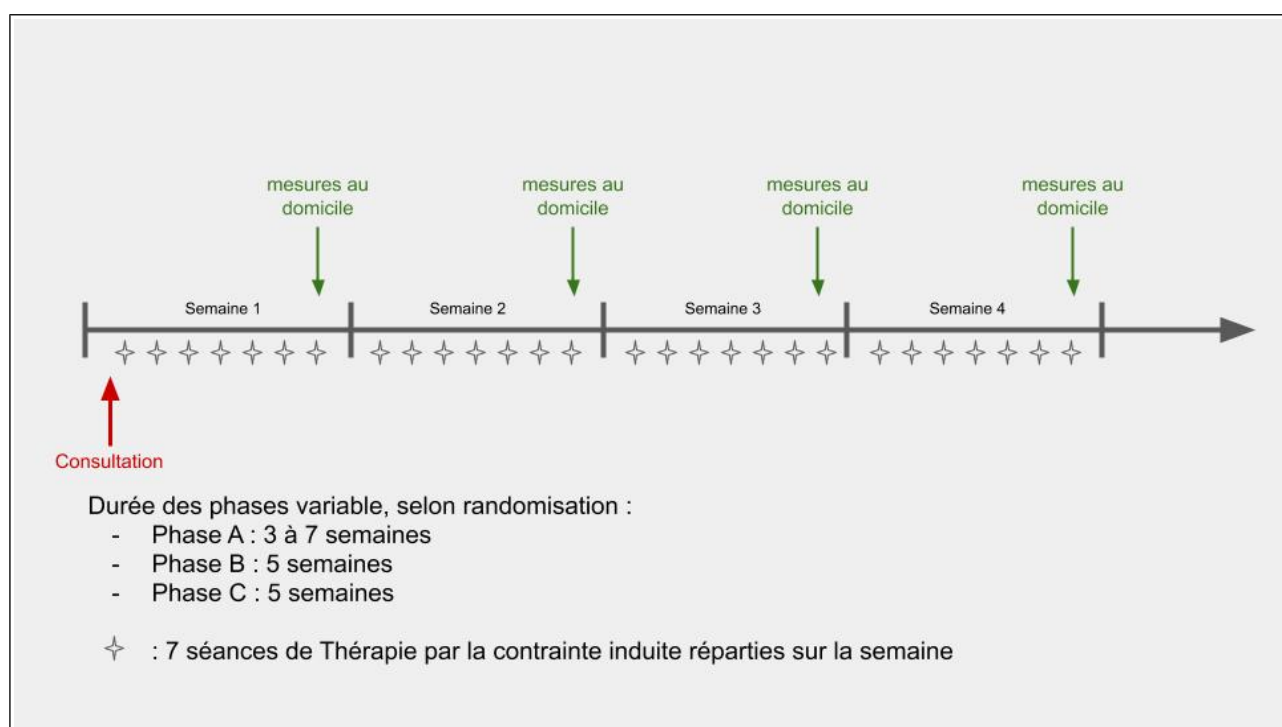 mesures au
domicile
mesures au
domicile
mesures au
domicile
mesures au
domicile
Semaine 1
Semaine 2
Semaine 3
Semaine 4
Consultation
Durée des phases variable, selon randomisation :
- Phase A : 3 à 7 semaines
- Phase B : 5 semaines
- Phase C : 5 semaines
: 7 séances de Thérapie par la contrainte induite réparties sur la semaine